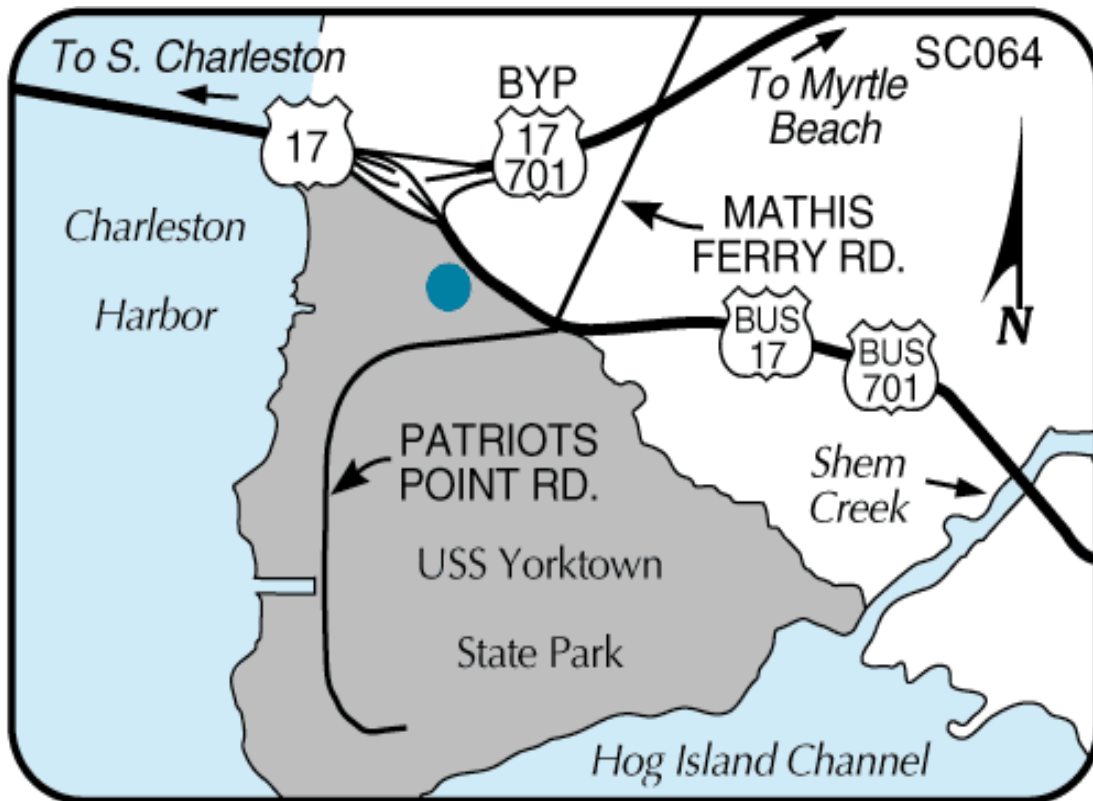 To S. Charleston
SC064
BYP
To Myrtle
Beach
17
17
701
Charleston
Harbor
MATHIS
FERRY RD.
N
BUS
17
BUS
701
PATRIOTS
POINT RD.
Shem
Creek
USS Yorktown
State Park
Hog Island Channel